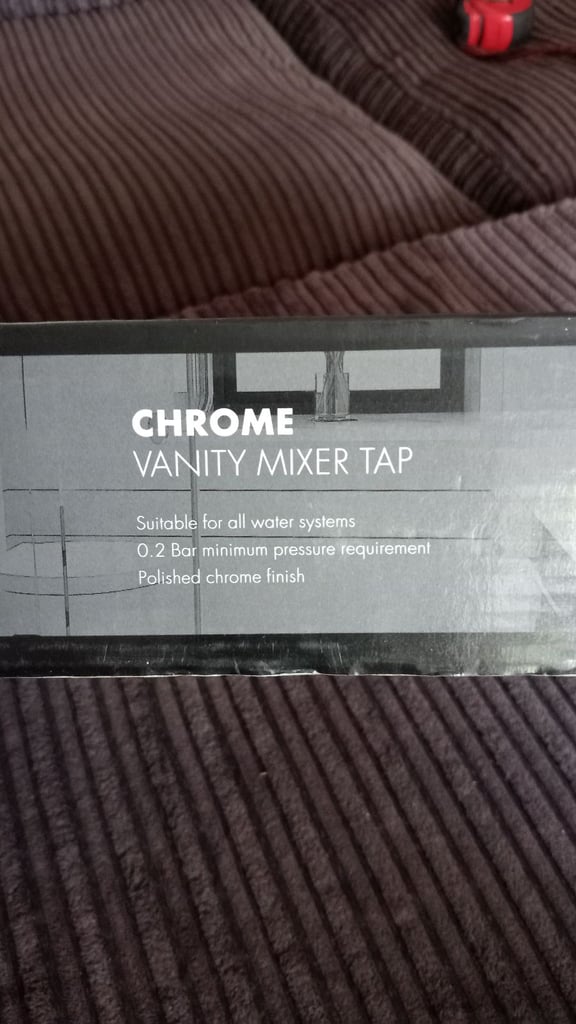 CHROME
VANITY MIXER TAP
Suitable for all water systems
0.2 Bar minimum pressure requirement
Polished chrome finish